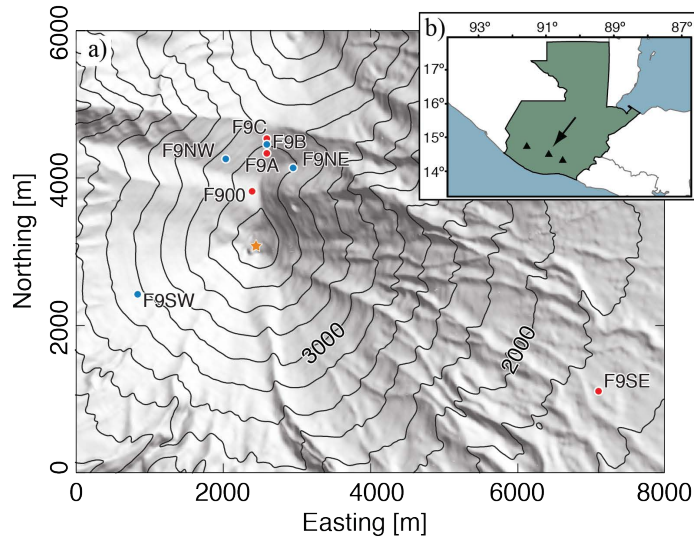 a)
b)
93° 91° 89° 87°
17°
16°
15°
14°
6000
4000
2000
0
Northing [m]
F9C
F9B
F9NW
F9A
F9NE
F900
F9SW
3000
2000
F9SE
0 2000 4000 6000 8000
Easting [m]